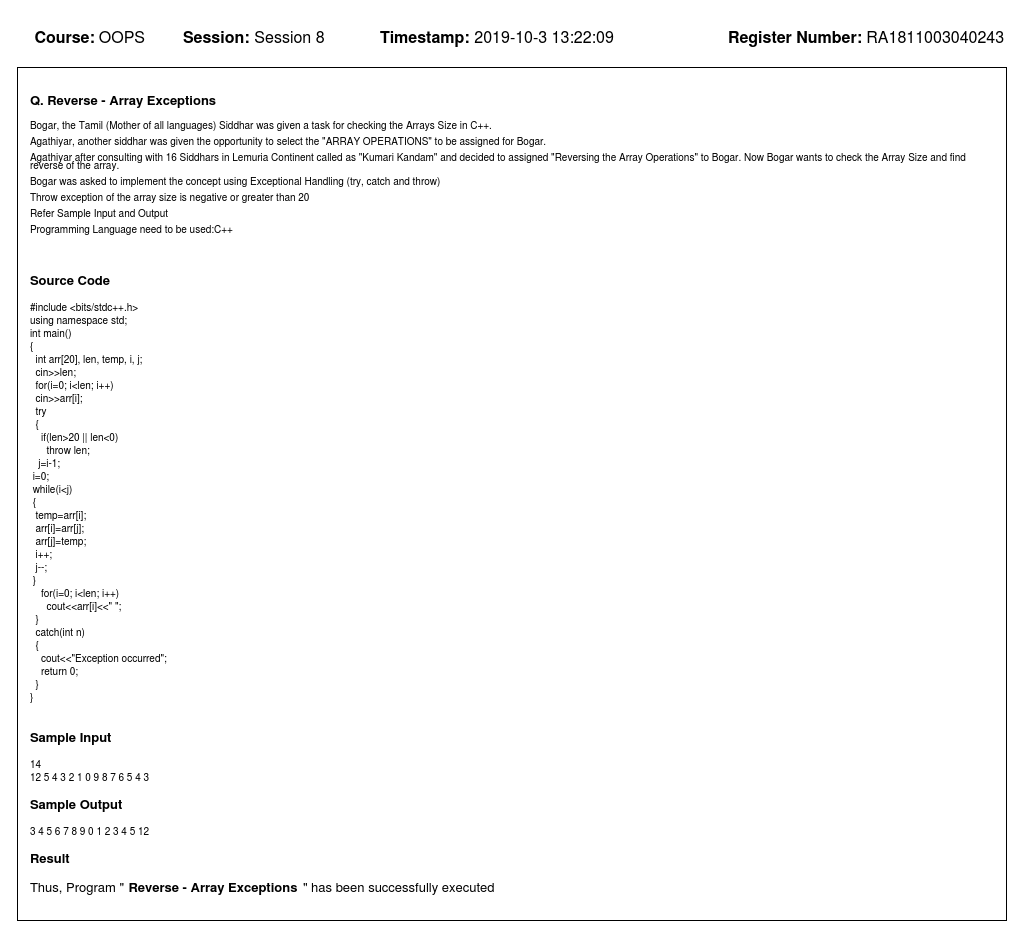 Course: OOPS Session: Session 8 Timestamp: 2019-10-3 13:22:09 Register Number: RA1811003040243
Q. Reverse - Array Exceptions
Bogar, the Tamil (Mother of all languages) Siddhar was given a task for checking the Arrays Size in C++.
Agathiyar, another siddhar was given the opportunity to select the "ARRAY OPERATIONS" to be assigned for Bogar.
Agathiyar after consulting with 16 Siddhars in Lemuria Continent called as "Kumari Kandam" and decided to assigned "Reversing the Array Operations" to Bogar. Now Bogar wants to check the Array Size and find
reverse of the array.
Bogar was asked to implement the concept using Exceptional Handling (try, catch and throw)
Throw exception of the array size is negative or greater than 20
Refer Sample Input and Output
Programming Language need to be used:C++
Source Code
#include <bits/stdc++.h>
using namespace std;
int main()
{
int arr[20], len, temp, i, j;
cin>>len;
for(i=0; i<len; i++)
cin>>arr[i];
try
{
if(len>20 || len<0)
throw len;
j=i-1;
i=0;
while(i<j)
{
temp=arr[i];
arr[i]=arr[j];
arr[j]=temp;
i++;
j--;
}
for(i=0; i<len; i++)
cout<<arr[i]<<" ";
}
catch(int n)
{
cout<<"Exception occurred";
return 0;
}
}
Sample Input
14
12 5 4 3 2 1 0 9 8 7 6 5 4 3
Sample Output
3 4 5 6 7 8 9 0 1 2 3 4 5 12
Result
Thus, Program " Reverse - Array Exceptions " has been successfully executed